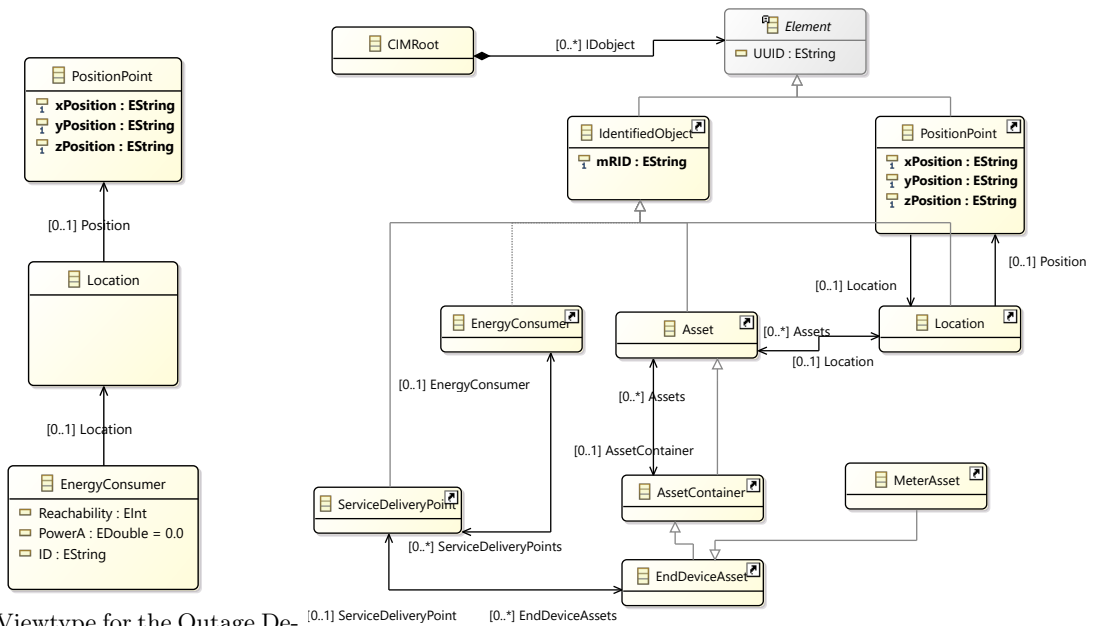 PositionPoint
xPosition : EString
yPosition : EString
zPosition : EString
[0..1] Position
Location
[0..1] Location
EnergyConsumer
Reachability : EInt
PowerA : EDouble = 0.0
ID : EString
Viewtype for the Outage De-
CIMRoot
[0..*] IDobject
Element
UUID : EString
IdentifiedObject
mRID : EString
PositionPoint
xPosition : EString
yPosition : EString
zPosition : EString
[0..1] Position
[0..1] Location
EnergyConsumer
Asset
[0..*] Assets
Location
[0..1] Location
[0..1] EnergyConsumer
[0..*] Assets
[0..1] AssetContainer
MeterAsset
ServiceDeliveryPoint
AssetContainer
[0..*] ServiceDeliveryPoints
EndDeviceAsset
[0..1] ServiceDeliveryPoint
[0..*] EndDeviceAssets